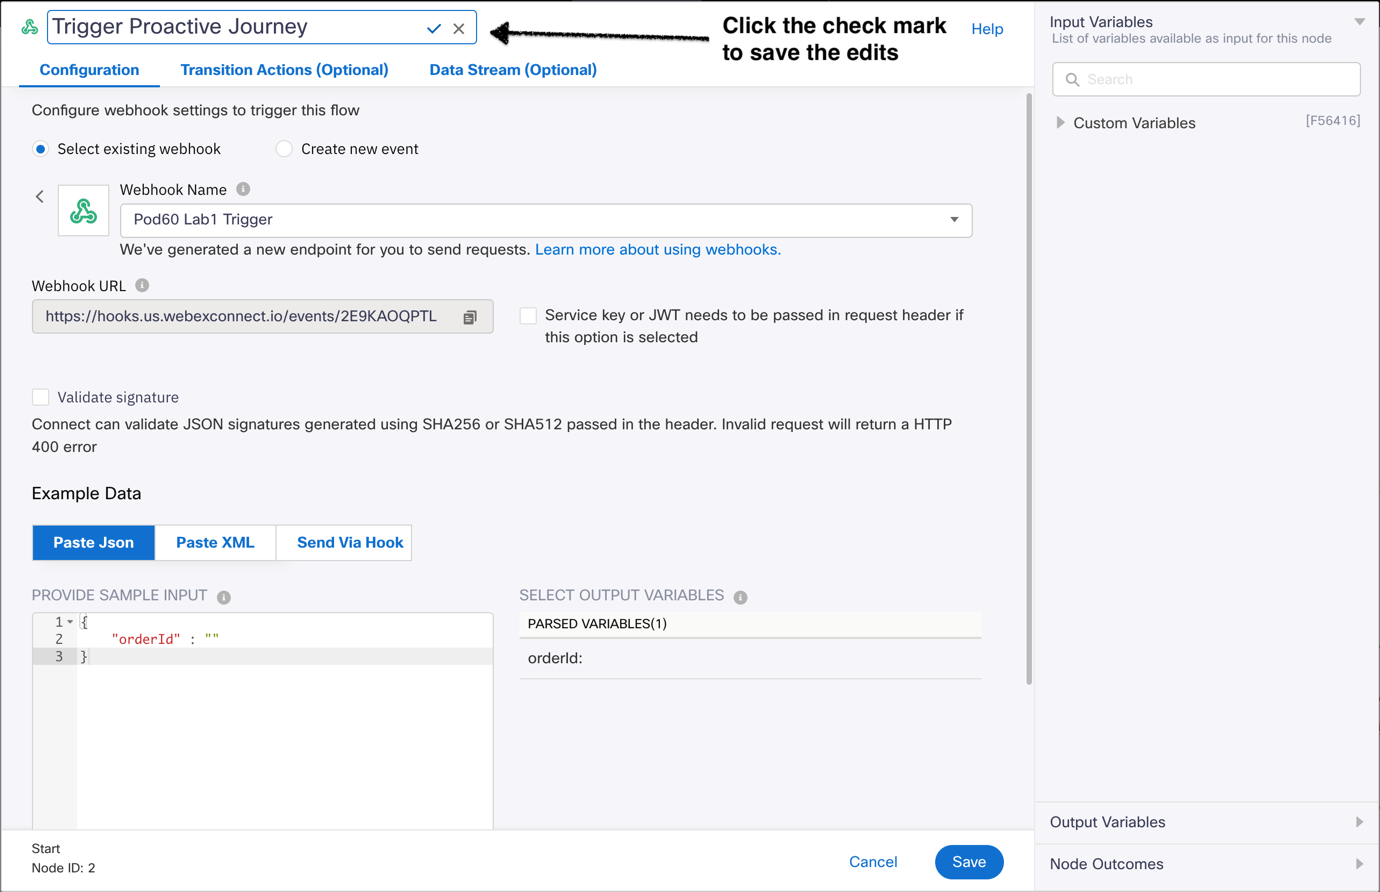 Trigger Proactive Journey
Click the check mark
to save the edits
Help
Configuration
Transition Actions (Optional)
Data Stream (Optional)
Configure webhook settings to trigger this flow
Select existing webhook
Create new event
Webhook Name
Pod60 Lab1 Trigger
We've generated a new endpoint for you to send requests. Learn more about using webhooks.
Webhook URL
https://hooks.us.webexconnect.io/events/2E9KAOQPTL
Service key or JWT needs to be passed in request header if
this option is selected
Validate signature
Connect can validate JSON signatures generated using SHA256 or SHA512 passed in the header. Invalid request will return a HTTP
400 error
Example Data
Paste Json
Paste XML
Send Via Hook
PROVIDE SAMPLE INPUT
1 {
2 "orderId" : ""
3 }
SELECT OUTPUT VARIABLES
PARSED VARIABLES(1)
orderId:
Start
Node ID: 2
Cancel
Save
Input Variables
List of variables available as input for this node
Search
Custom Variables
[F56416]
Output Variables
Node Outcomes